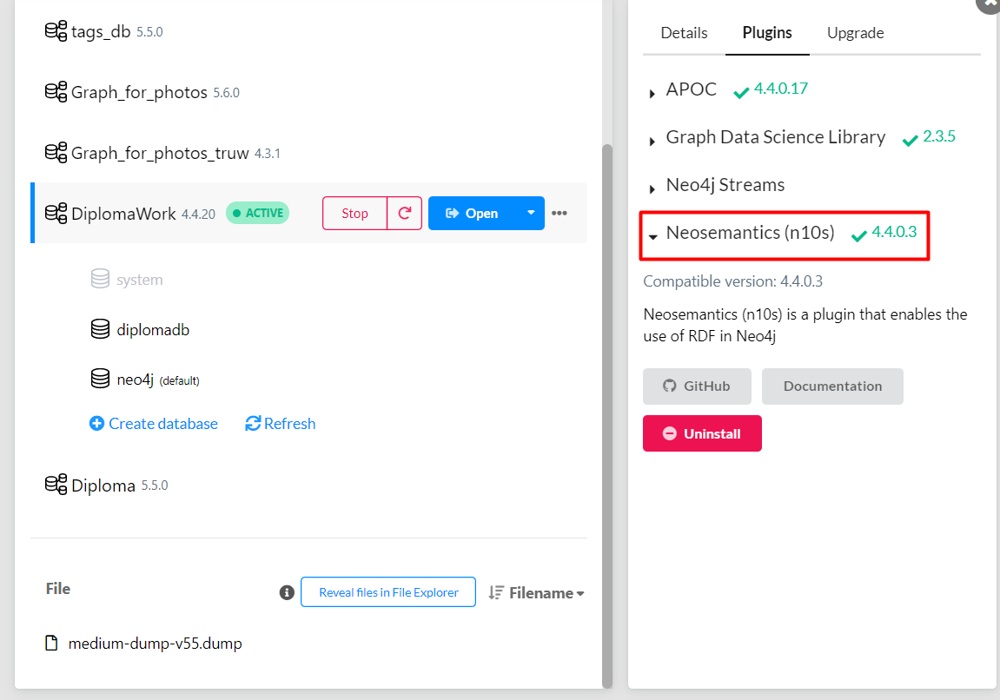 tags_db 5.5.0
Graph_for_photos 5.6.0
Graph_for_photos_truw 4.3.1
DiplomaWork 4.4.20 ACTIVE Stop Open
system
diplomadb
neo4j (default)
Create database Refresh
Diploma 5.5.0
File Reveal files in File Explorer Filename
medium-dump-v55.dump
Details Plugins Upgrade
APOC 4.4.0.17
Graph Data Science Library 2.3.5
Neo4j Streams
Neosemantics (n10s) 4.4.0.3
Compatible version: 4.4.0.3
Neosemantics (n10s) is a plugin that enables the
use of RDF in Neo4j
GitHub Documentation
Uninstall